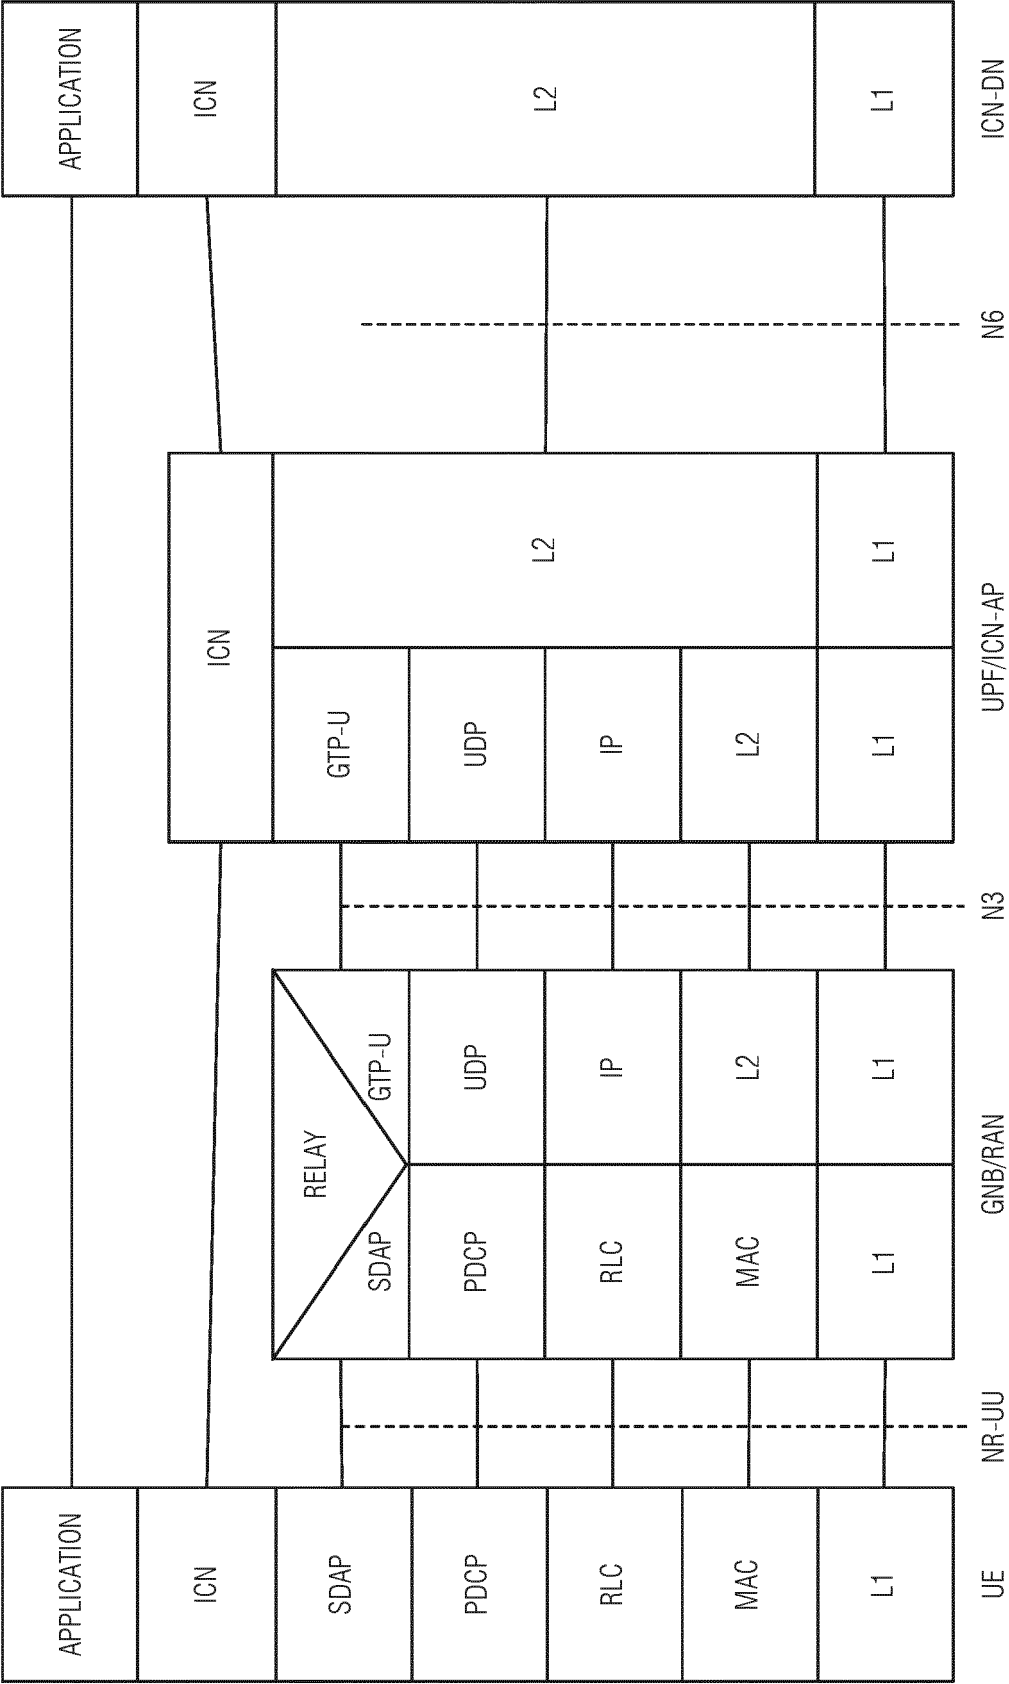 APPLICATION
ICN
SDAP
PDCP
RLC
MAC
L1
UE
NR-UU
RELAY
SDAP
GTP-U
PDCP
UDP
RLC
IP
MAC
L2
L1
L1
GNB/RAN
N3
ICN
GTP-U
UDP
IP
L2
L1
L2
L1
UPF/ICN-AP
N6
APPLICATION
ICN
L2
L1
ICN-DN